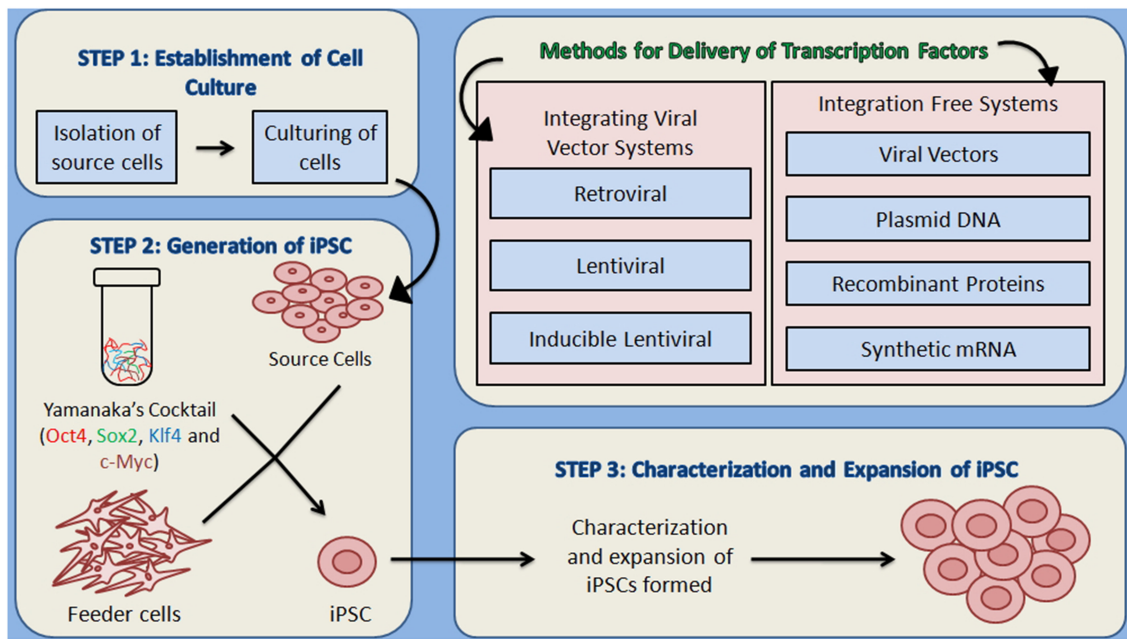 STEP 1: Establishment of Cell
Culture
Isolation of
source cells
Culturing of
cells
STEP 2: Generation of iPSC
Source Cells
Yamanaka's Cocktail
(Oct4, Sox2, Klf4 and
c-Myc)
Feeder cells
iPSC
Methods for Delivery of Transcription Factors
Integrating Viral
Vector Systems
Retroviral
Lentiviral
Inducible Lentiviral
Integration Free Systems
Viral Vectors
Plasmid DNA
Recombinant Proteins
Synthetic mRNA
STEP 3: Characterization and Expansion of iPSC
Characterization
and expansion of
iPSCs formed